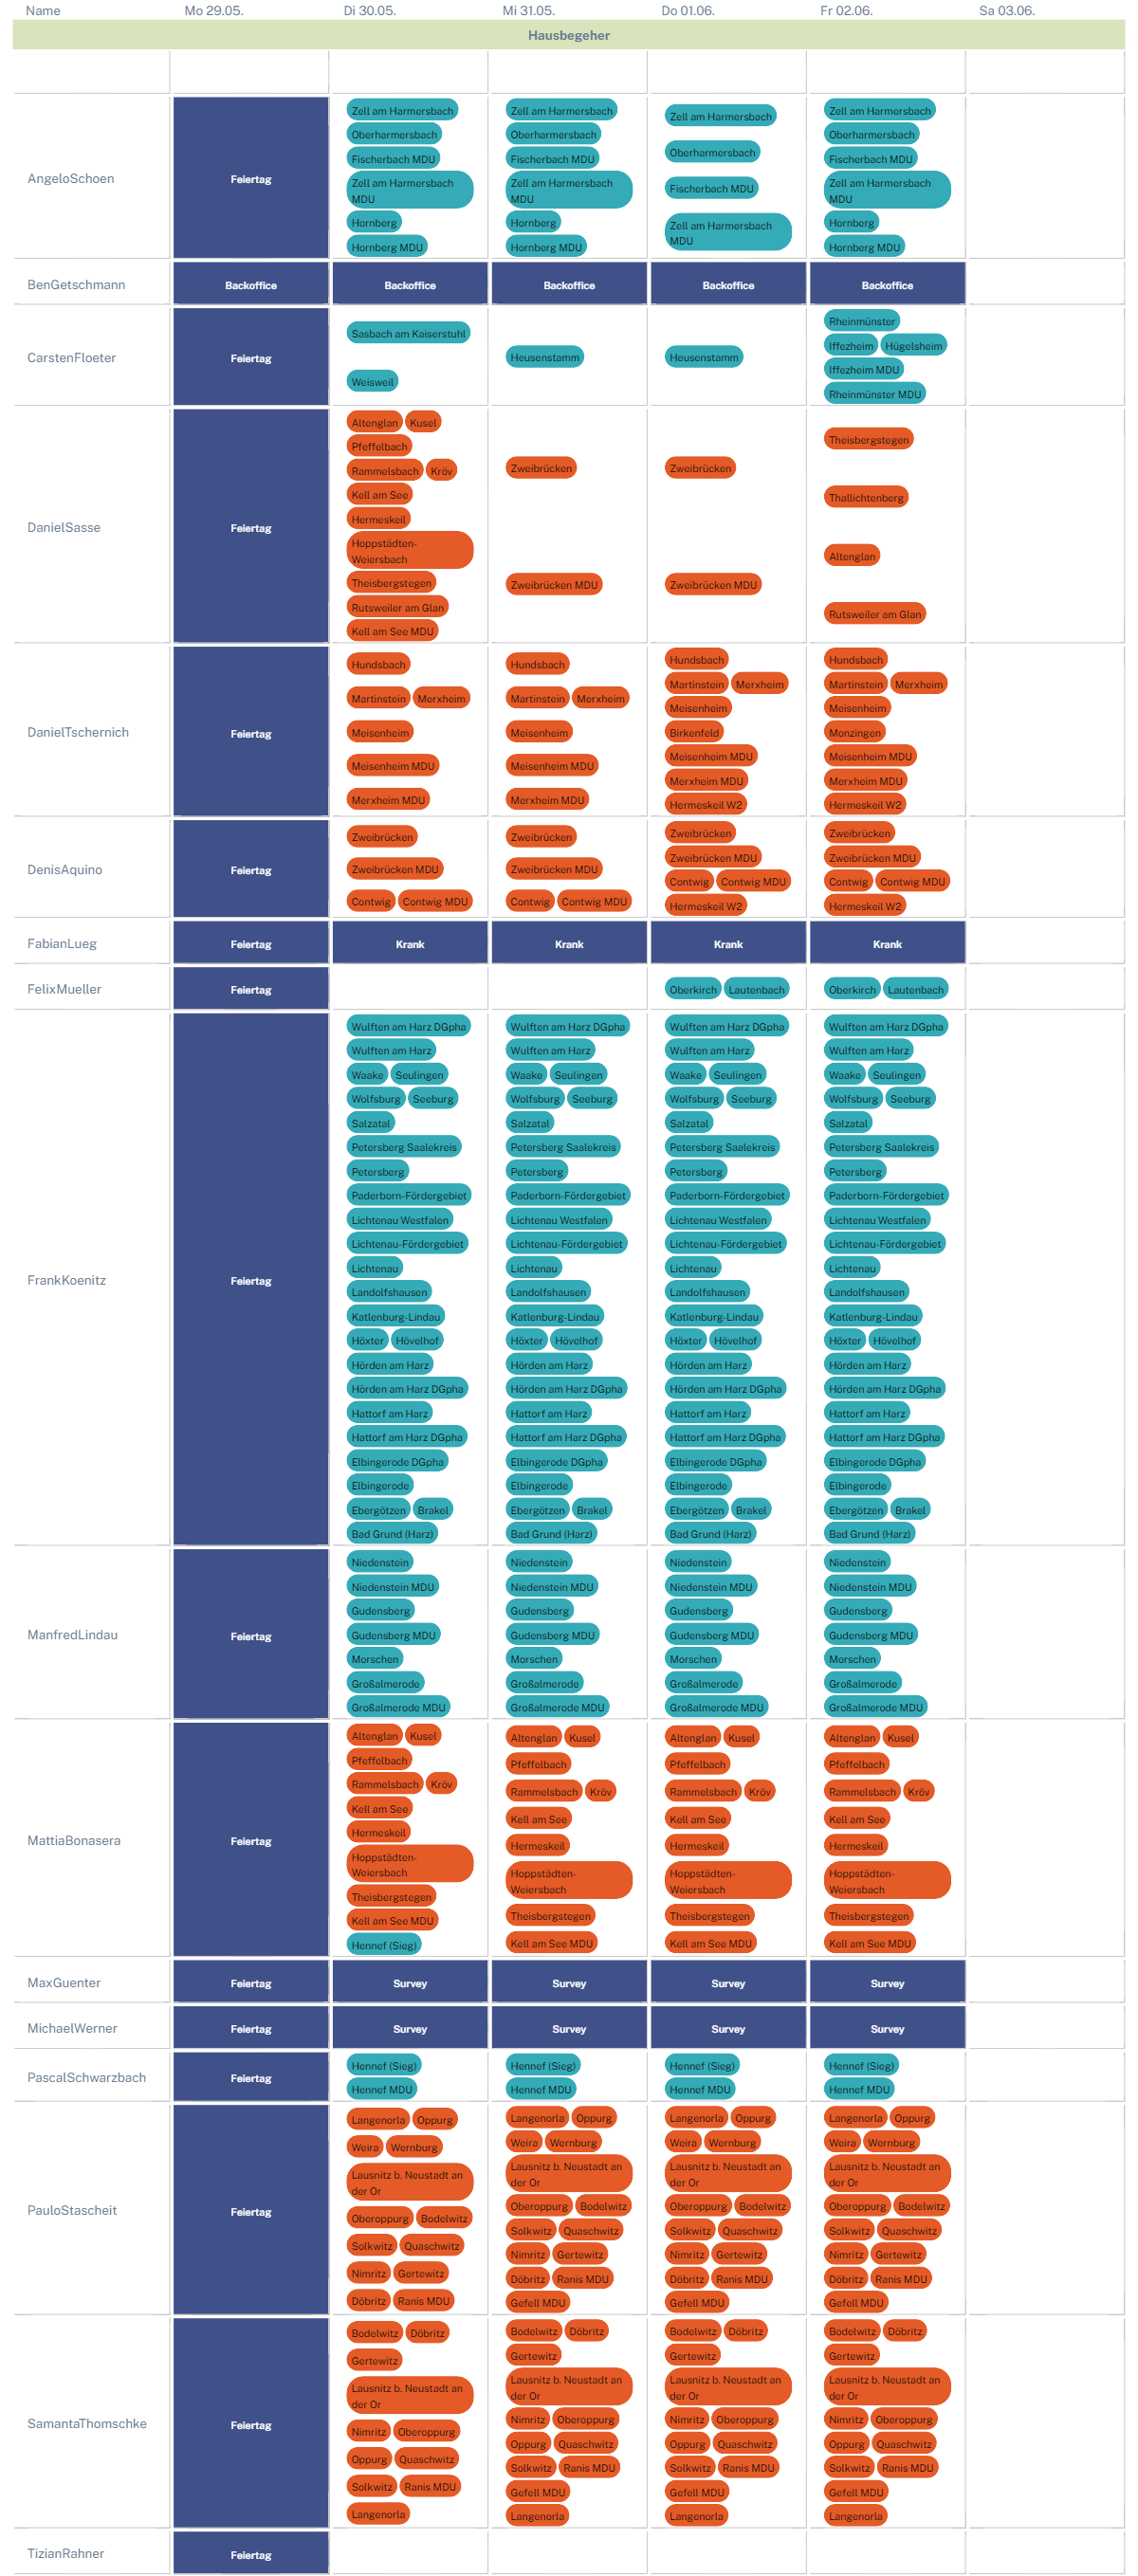 Name Mo 29.05. Di 30.05. Mi 31.05. Do 01.06. Fr 02.06. Sa 03.06.
Hausbegeher
AngeloSchoen
Feiertag
Zell am Harmersbach
Oberharmersbach
Fischerbach MDU
Zell am Harmersbach
MDU
Hornberg
Hornberg MDU
Zell am Harmersbach
Oberharmersbach
Fischerbach MDU
Zell am Harmersbach
MDU
Hornberg
Hornberg MDU
Zell am Harmersbach
Oberharmersbach
Fischerbach MDU
Zell am Harmersbach
MDU
Zell am Harmersbach
Oberharmersbach
Fischerbach MDU
Zell am Harmersbach
MDU
Hornberg
Hornberg MDU
BenGetschmann Backoffice Backoffice Backoffice Backoffice Backoffice
CarstenFloeter
Feiertag
Sasbach am Kaiserstuhl
Weisweil
Heusenstamm
Heusenstamm
Rheinmünster
Iffezheim Hügelsheim
Iffezheim MDU
Rheinmünster MDU
DanielSasse
Feiertag
Altenglan Kusel
Pfeffelbach
Rammelsbach Kröv
Kell am See
Hermeskeil
Hoppstädten-
Weiersbach
Theisbergstegen
Rutsweiler am Glan
Kell am See MDU
Zweibrücken
Zweibrücken MDU
Zweibrücken
Zweibrücken MDU
Theisbergstegen
Thallichtenberg
Altenglan
Rutsweiler am Glan
DanielTschernich
Feiertag
Hundsbach
Martinstein Merxheim
Meisenheim
Meisenheim MDU
Merxheim MDU
Hundsbach
Martinstein Merxheim
Meisenheim
Meisenheim MDU
Merxheim MDU
Hundsbach
Martinstein Merxheim
Meisenheim
Birkenfeld
Meisenheim MDU
Merxheim MDU
Hermeskeil W2
Hundsbach
Martinstein Merxheim
Meisenheim
Monzingen
Meisenheim MDU
Merxheim MDU
Hermeskeil W2
DenisAquino
Feiertag
Zweibrücken
Zweibrücken MDU
Contwig Contwig MDU
Zweibrücken
Zweibrücken MDU
Contwig Contwig MDU
Zweibrücken
Zweibrücken MDU
Contwig Contwig MDU
Hermeskeil W2
Zweibrücken
Zweibrücken MDU
Contwig Contwig MDU
Hermeskeil W2
FabianLueg Feiertag Krank Krank Krank Krank
FelixMueller Feiertag Oberkirch Lautenbach Oberkirch Lautenbach
FrankKoenitz
Feiertag
Wulften am Harz DGpha
Wulften am Harz
Waake Seulingen
Wolfsburg Seeburg
Salzatal
Petersberg Saalekreis
Petersberg
Paderborn-Fördergebiet
Lichtenau Westfalen
Lichtenau-Fördergebiet
Lichtenau
Landolfshausen
Katlenburg-Lindau
Höxter Hövelhof
Hörden am Harz
Hörden am Harz DGpha
Hattorf am Harz
Hattorf am Harz DGpha
Elbingerode DGpha
Elbingerode
Ebergötzen Brakel
Bad Grund (Harz)
Wulften am Harz DGpha
Wulften am Harz
Waake Seulingen
Wolfsburg Seeburg
Salzatal
Petersberg Saalekreis
Petersberg
Paderborn-Fördergebiet
Lichtenau Westfalen
Lichtenau-Fördergebiet
Lichtenau
Landolfshausen
Katlenburg-Lindau
Höxter Hövelhof
Hörden am Harz
Hörden am Harz DGpha
Hattorf am Harz
Hattorf am Harz DGpha
Elbingerode DGpha
Elbingerode
Ebergötzen Brakel
Bad Grund (Harz)
Wulften am Harz DGpha
Wulften am Harz
Waake Seulingen
Wolfsburg Seeburg
Salzatal
Petersberg Saalekreis
Petersberg
Paderborn-Fördergebiet
Lichtenau Westfalen
Lichtenau-Fördergebiet
Lichtenau
Landolfshausen
Katlenburg-Lindau
Höxter Hövelhof
Hörden am Harz
Hörden am Harz DGpha
Hattorf am Harz
Hattorf am Harz DGpha
Elbingerode DGpha
Elbingerode
Ebergötzen Brakel
Bad Grund (Harz)
Wulften am Harz DGpha
Wulften am Harz
Waake Seulingen
Wolfsburg Seeburg
Salzatal
Petersberg Saalekreis
Petersberg
Paderborn-Fördergebiet
Lichtenau Westfalen
Lichtenau-Fördergebiet
Lichtenau
Landolfshausen
Katlenburg-Lindau
Höxter Hövelhof
Hörden am Harz
Hörden am Harz DGpha
Hattorf am Harz
Hattorf am Harz DGpha
Elbingerode DGpha
Elbingerode
Ebergötzen Brakel
Bad Grund (Harz)
ManfredLindau
Feiertag
Niedenstein
Niedenstein MDU
Gudensberg
Gudensberg MDU
Morschen
Großalmerode
Großalmerode MDU
Niedenstein
Niedenstein MDU
Gudensberg
Gudensberg MDU
Morschen
Großalmerode
Großalmerode MDU
Niedenstein
Niedenstein MDU
Gudensberg
Gudensberg MDU
Morschen
Großalmerode
Großalmerode MDU
Niedenstein
Niedenstein MDU
Gudensberg
Gudensberg MDU
Morschen
Großalmerode
Großalmerode MDU
MattiaBonasera
Feiertag
Altenglan Kusel
Pfeffelbach
Rammelsbach Kröv
Kell am See
Hermeskeil
Hoppstädten-
Weiersbach
Theisbergstegen
Kell am See MDU
Hennef (Sieg)
Altenglan Kusel
Pfeffelbach
Rammelsbach Kröv
Kell am See
Hermeskeil
Hoppstädten-
Weiersbach
Theisbergstegen
Kell am See MDU
Altenglan Kusel
Pfeffelbach
Rammelsbach Kröv
Kell am See
Hermeskeil
Hoppstädten-
Weiersbach
Theisbergstegen
Kell am See MDU
Altenglan Kusel
Pfeffelbach
Rammelsbach Kröv
Kell am See
Hermeskeil
Hoppstädten-
Weiersbach
Theisbergstegen
Kell am See MDU
MaxGuenter Feiertag Survey Survey Survey Survey
MichaelWerner Feiertag Survey Survey Survey Survey
PascalSchwarzbach
Feiertag
Hennef (Sieg)
Hennef MDU
Hennef (Sieg)
Hennef MDU
Hennef (Sieg)
Hennef MDU
Hennef (Sieg)
Hennef MDU
PauloStascheit
Feiertag
Langenorla Oppurg
Weira Wernburg
Lausnitz b. Neustadt an
der Or
Oberoppurg Bodelwitz
Solkwitz Quaschwitz
Nimritz Gertewitz
Döbritz Ranis MDU
Langenorla Oppurg
Weira Wernburg
Lausnitz b. Neustadt an
der Or
Oberoppurg Bodelwitz
Solkwitz Quaschwitz
Nimritz Gertewitz
Döbritz Ranis MDU
Gefell MDU
Langenorla Oppurg
Weira Wernburg
Lausnitz b. Neustadt an
der Or
Oberoppurg Bodelwitz
Solkwitz Quaschwitz
Nimritz Gertewitz
Döbritz Ranis MDU
Gefell MDU
Langenorla Oppurg
Weira Wernburg
Lausnitz b. Neustadt an
der Or
Oberoppurg Bodelwitz
Solkwitz Quaschwitz
Nimritz Gertewitz
Döbritz Ranis MDU
Gefell MDU
SamantaThomschke
Feiertag
Bodelwitz Döbritz
Gertewitz
Lausnitz b. Neustadt an
der Or
Nimritz Oberoppurg
Oppurg Quaschwitz
Solkwitz Ranis MDU
Langenorla
Bodelwitz Döbritz
Gertewitz
Lausnitz b. Neustadt an
der Or
Nimritz Oberoppurg
Oppurg Quaschwitz
Solkwitz Ranis MDU
Gefell MDU
Langenorla
Bodelwitz Döbritz
Gertewitz
Lausnitz b. Neustadt an
der Or
Nimritz Oberoppurg
Oppurg Quaschwitz
Solkwitz Ranis MDU
Gefell MDU
Langenorla
Bodelwitz Döbritz
Gertewitz
Lausnitz b. Neustadt an
der Or
Nimritz Oberoppurg
Oppurg Quaschwitz
Solkwitz Ranis MDU
Gefell MDU
Langenorla
TizianRahner Feiertag